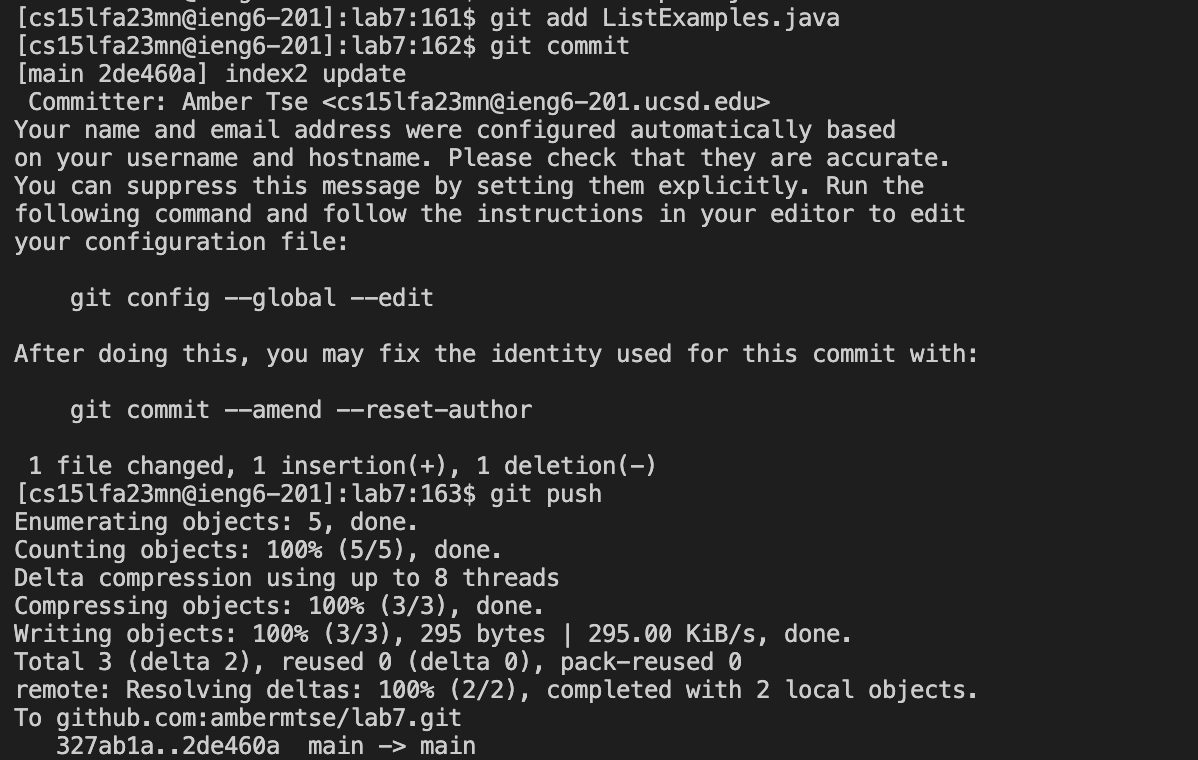 [cs15lfa23mn@ieng6-201]:lab7:161$ git add ListExamples.java
[cs15lfa23mn@ieng6-201]:lab7:162$ git commit
[main 2de460a] index2 update
 Committer: Amber Tse <cs15lfa23mn@ieng6-201.ucsd.edu>
Your name and email address were configured automatically based
on your username and hostname. Please check that they are accurate.
You can suppress this message by setting them explicitly. Run the
following command and follow the instructions in your editor to edit
your configuration file:

    git config --global --edit

After doing this, you may fix the identity used for this commit with:

    git commit --amend --reset-author

 1 file changed, 1 insertion(+), 1 deletion(-)
[cs15lfa23mn@ieng6-201]:lab7:163$ git push
Enumerating objects: 5, done.
Counting objects: 100% (5/5), done.
Delta compression using up to 8 threads
Compressing objects: 100% (3/3), done.
Writing objects: 100% (3/3), 295 bytes | 295.00 KiB/s, done.
Total 3 (delta 2), reused 0 (delta 0), pack-reused 0
remote: Resolving deltas: 100% (2/2), completed with 2 local objects.
To github.com:ambermtse/lab7.git
   327ab1a..2de460a  main -> main